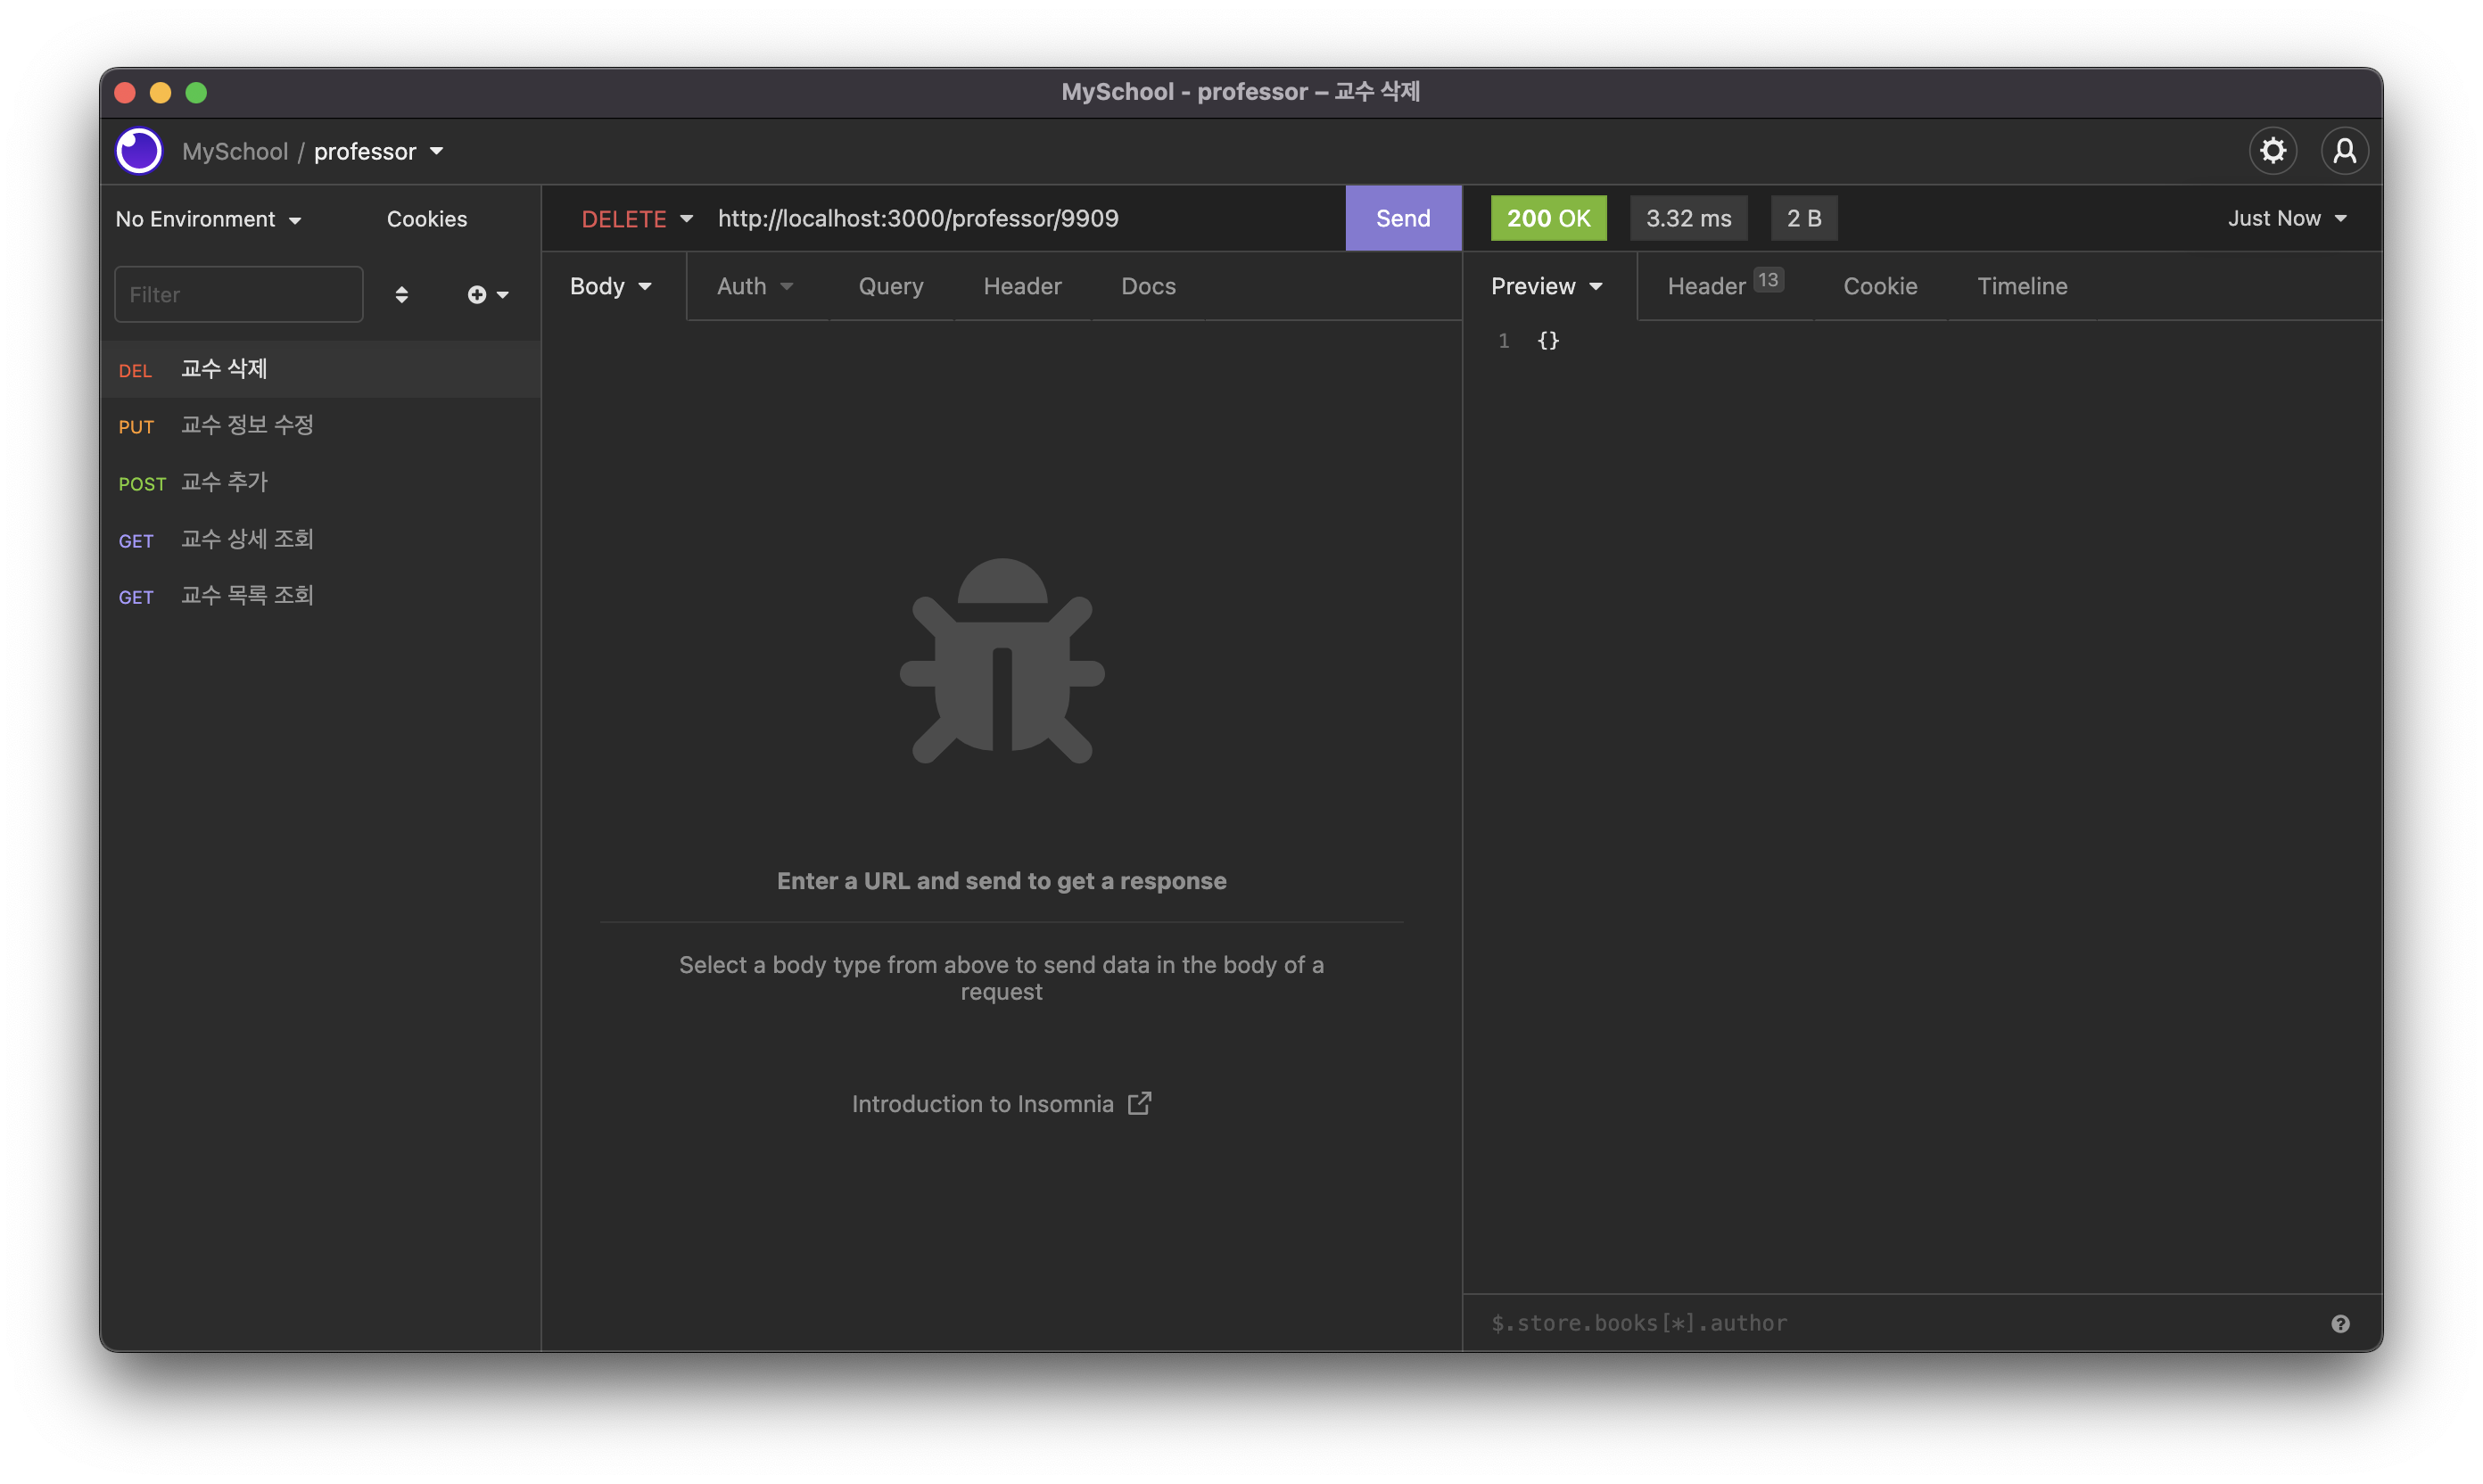 MySchool - professor – 교수 삭제
MySchool / professor
No Environment
Cookies
Filter
DEL 교수 삭제
PUT 교수 정보 수정
POST 교수 추가
GET 교수 상세 조회
GET 교수 목록 조회
DELETE http://localhost:3000/professor/9909
Send
Body Auth Query Header Docs
Enter a URL and send to get a response
Select a body type from above to send data in the body of a
request
Introduction to Insomnia
200 OK 3.32 ms 2 B Just Now
Preview Header 13 Cookie Timeline
1 {}
$.store.books[*].author